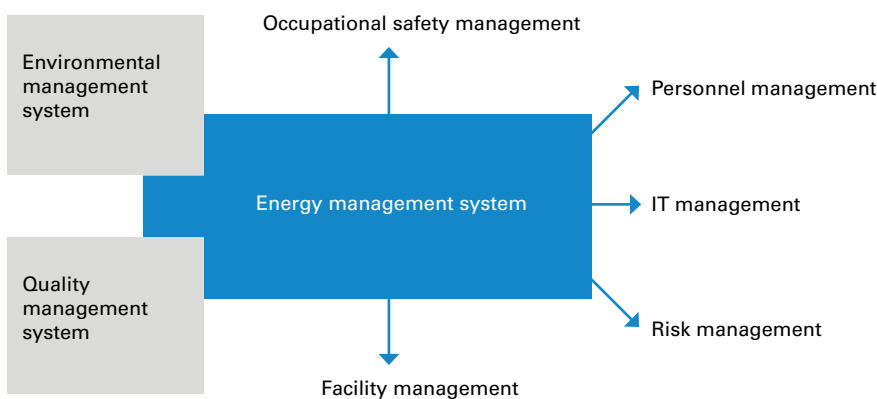 Occupational safety management
Environmental
management
system
Personnel management
Energy management system
IT management
Quality
management
system
Risk management
Facility management